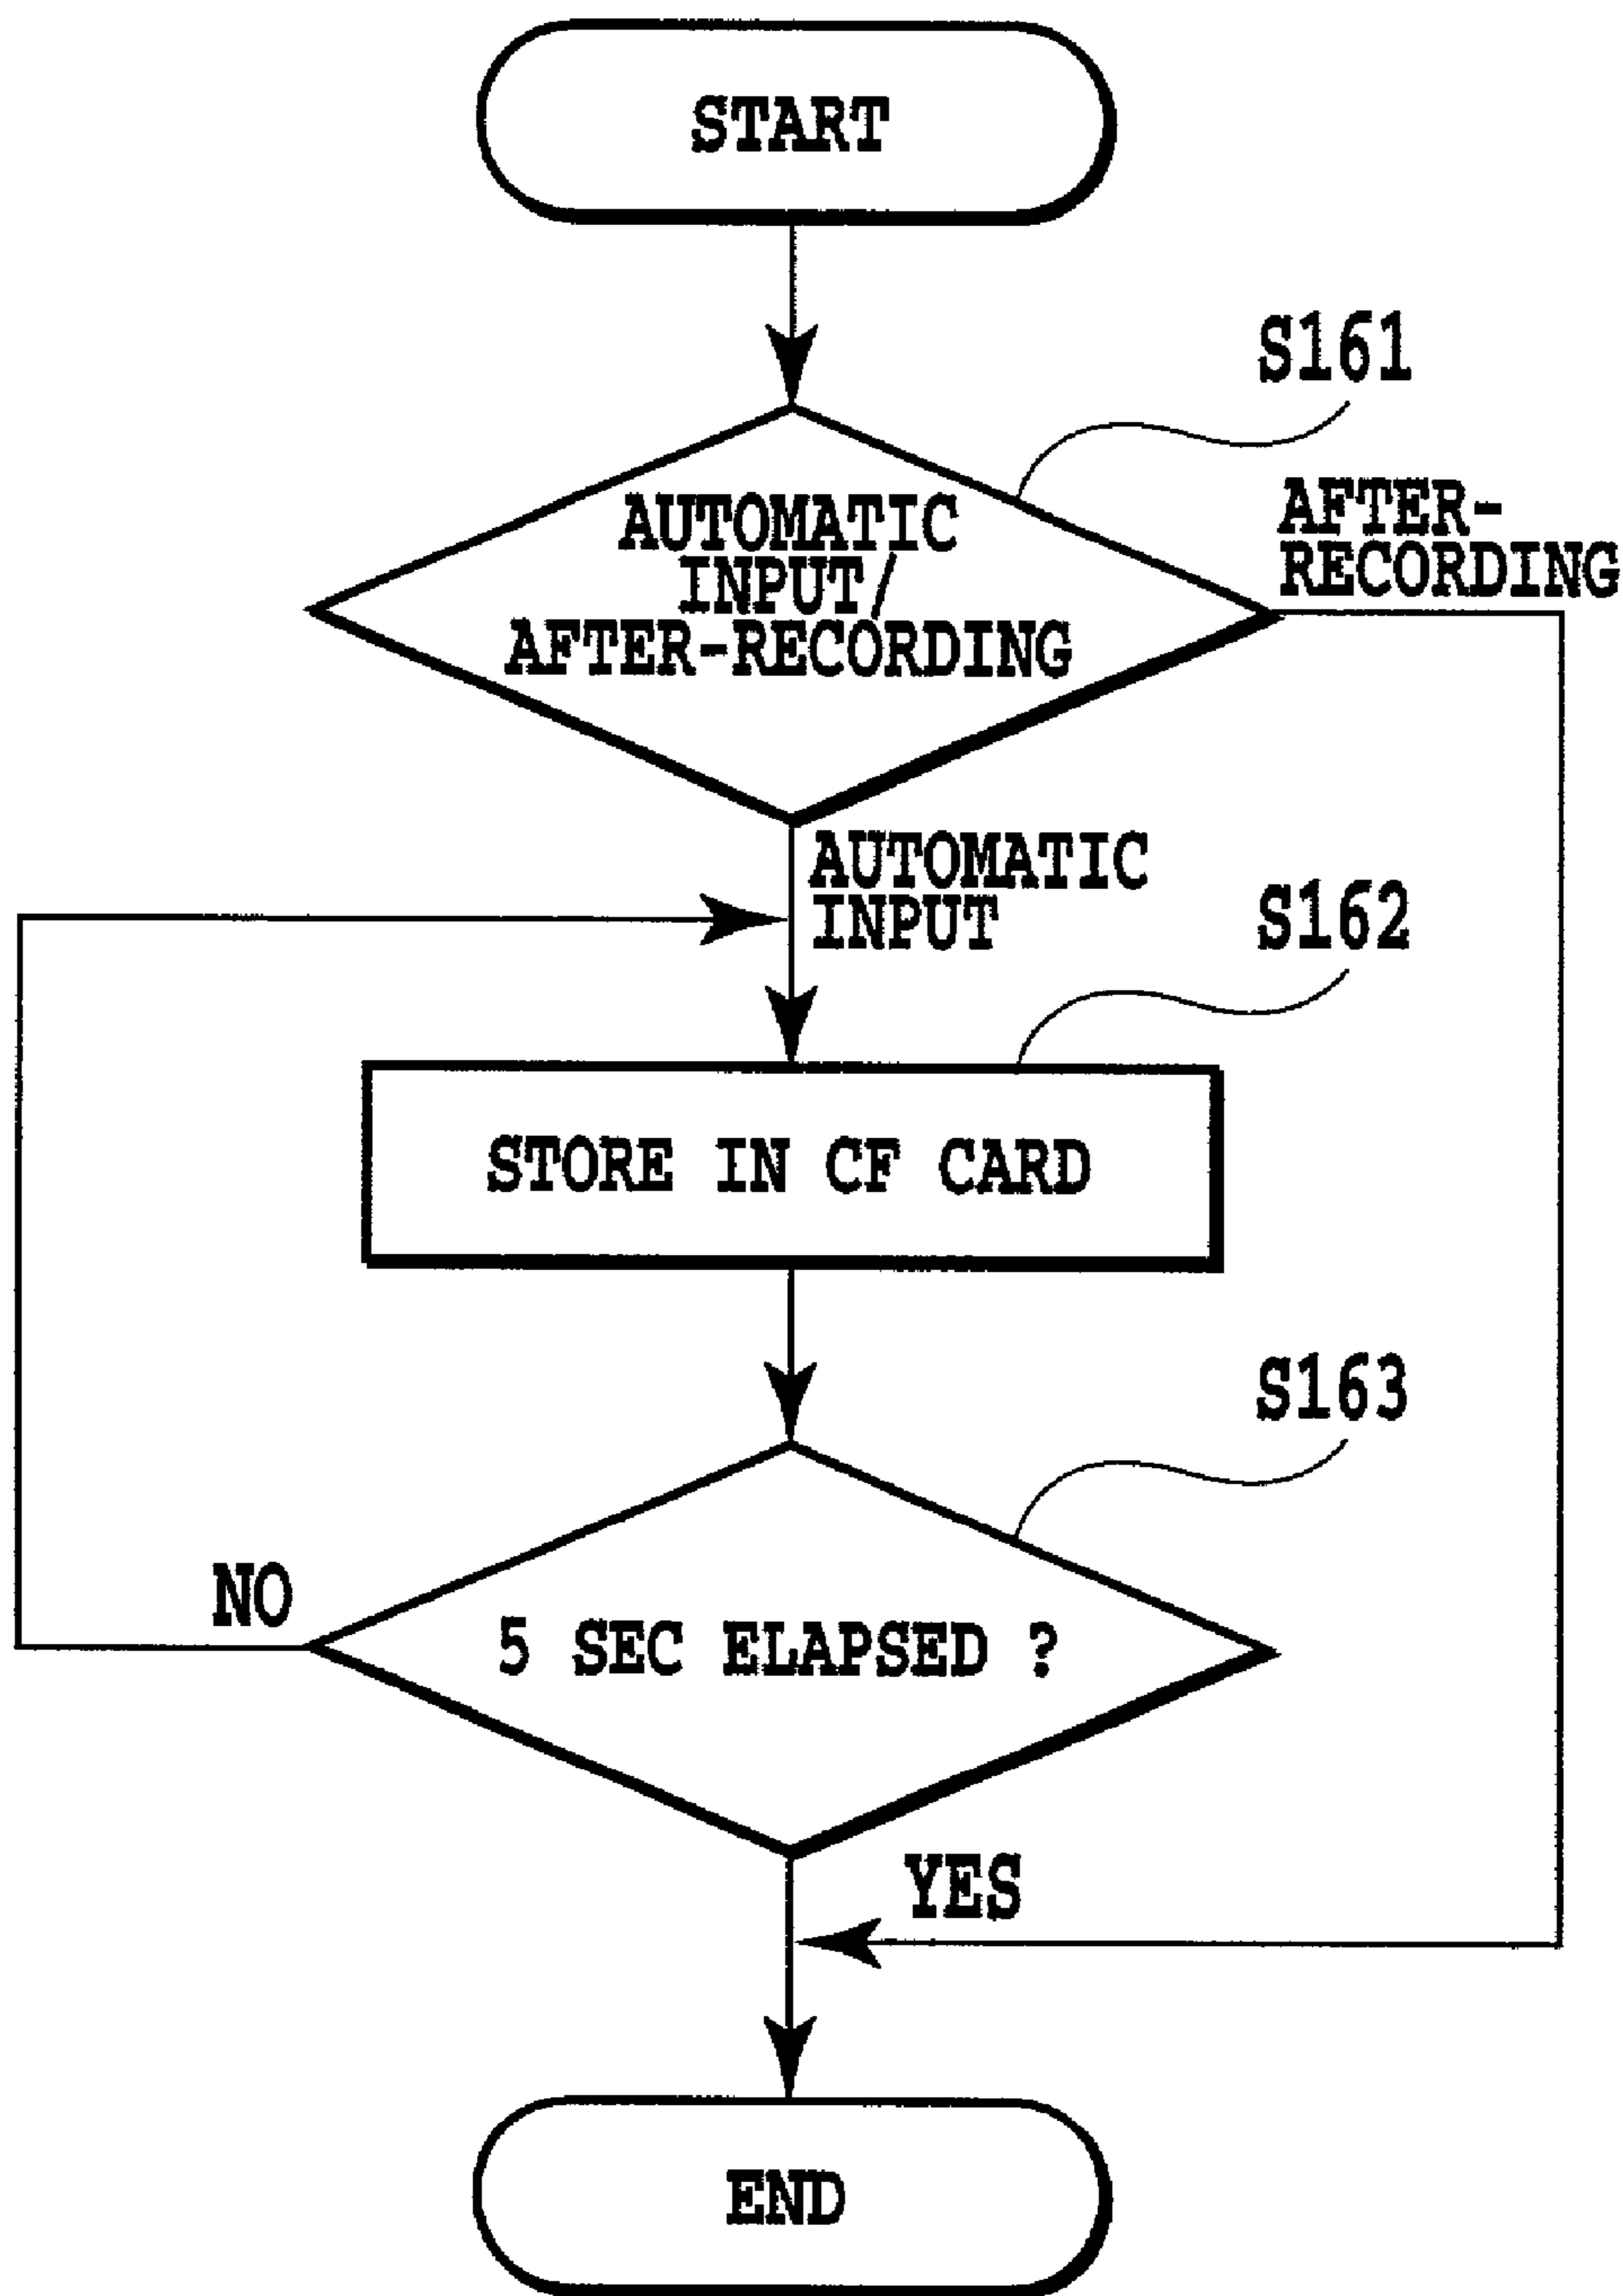 START
S161
AUTOMATIC
INPUT/
AFTER-RECORDING
AFTER-
RECORDING
AUTOMATIC
INPUT
S162
STORE IN CF CARD
S163
5 SEC ELAPSED ?
NO
YES
END